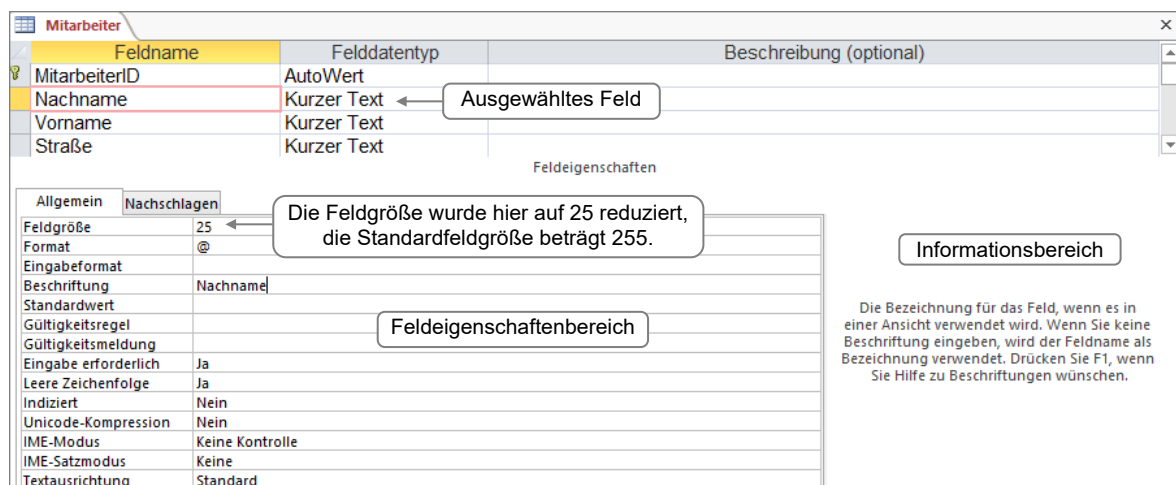 Mitarbeiter
Feldname Felddatentyp Beschreibung (optional)
MitarbeiterID AutoWert
Nachname Kurzer Text Ausgewähltes Feld
Vorname Kurzer Text
Straße Kurzer Text
Feldeigenschaften
Allgemein Nachschlagen
Die Feldgröße wurde hier auf 25 reduziert,
die Standardfeldgröße beträgt 255.
Feldgröße 25
Format @
Eingabeformat
Beschriftung Nachname
Standardwert
Gültigkeitsregel
Gültigkeitsmeldung
Eingabe erforderlich Ja
Leere Zeichenfolge Ja
Indiziert Nein
Unicode-Kompression Nein
IME-Modus Keine Kontrolle
IME-Satzmodus Keine
Textausrichtung Standard
Feldeigenschaftenbereich
Informationsbereich
Die Bezeichnung für das Feld, wenn es in
einer Ansicht verwendet wird. Wenn Sie keine
Beschriftung eingeben, wird der Feldname als
Bezeichnung verwendet. Drücken Sie F1, wenn
Sie Hilfe zu Beschriftungen wünschen.